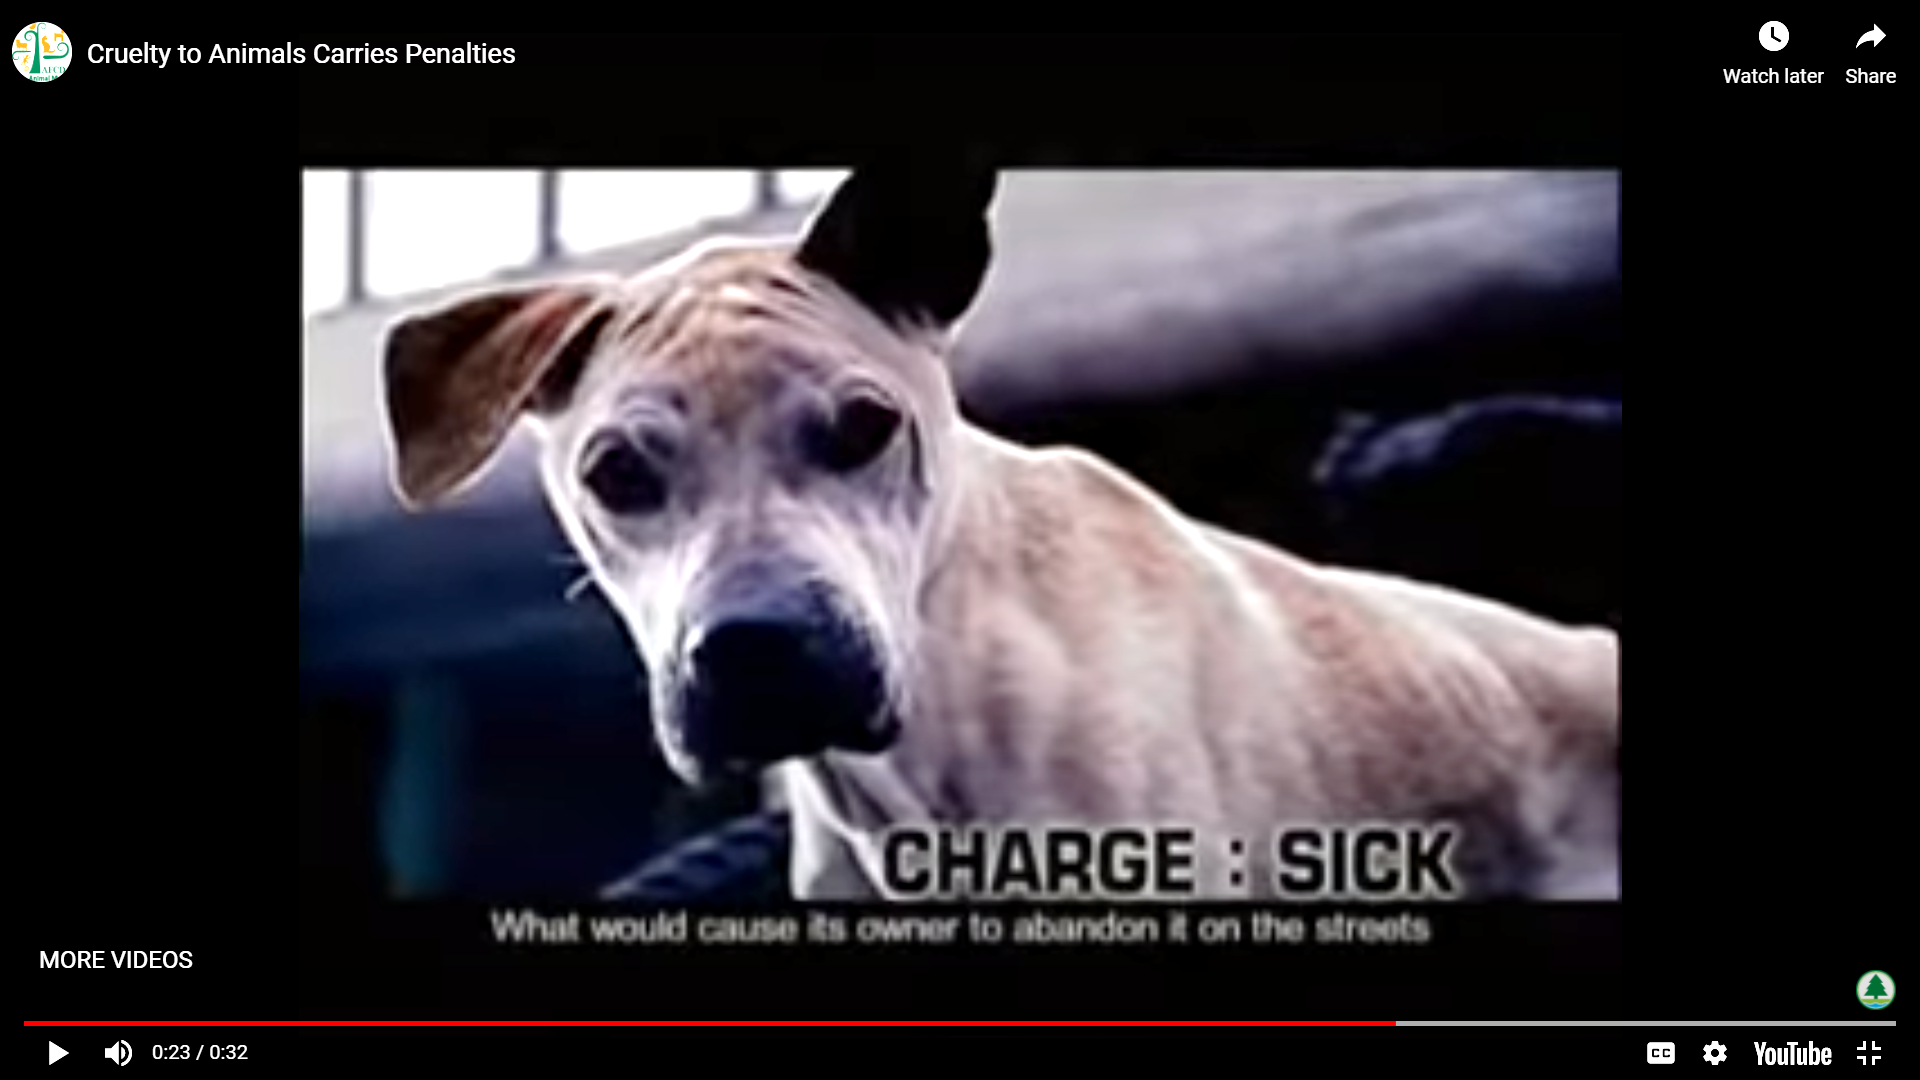 Cruelty to Animals Carries Penalties
Watch later
Share
CHARGE : SICK
What would cause its owner to abandon it on the streets
MORE VIDEOS
0:23 / 0:32
CC
YouTube